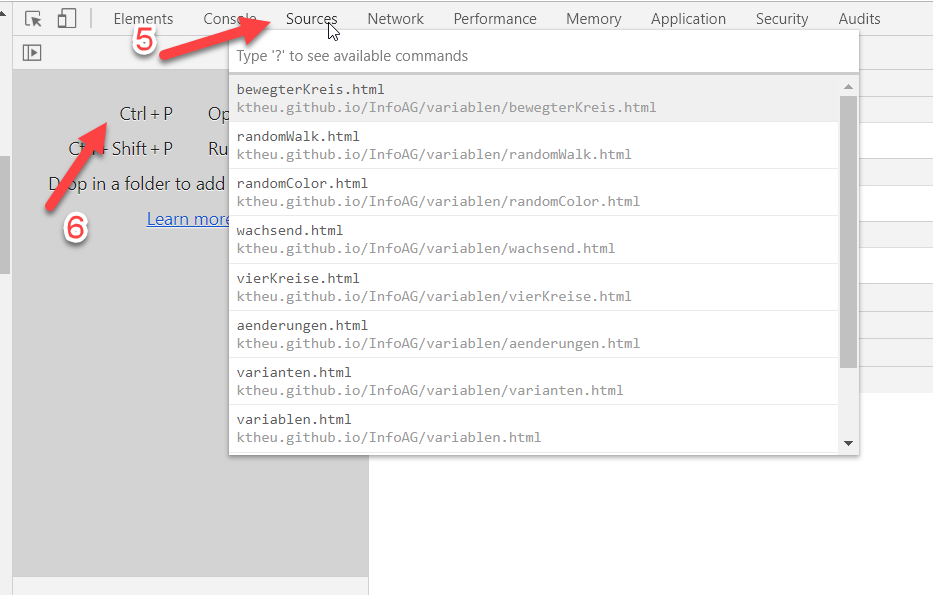 Elements Console Sources Network Performance Memory Application Security Audits
5
Type '?' to see available commands
bewegterKreis.html
ktheu.github.io/InfoAG/variablen/bewegterKreis.html
Ctrl + P Op
randomWalk.html
Ctrl + Shift + P Ru
ktheu.github.io/InfoAG/variablen/randomWalk.html
Drop in a folder to add
randomColor.html
ktheu.github.io/InfoAG/variablen/randomColor.html
Learn more
6
wachsend.html
ktheu.github.io/InfoAG/variablen/wachsend.html
vierKreise.html
ktheu.github.io/InfoAG/variablen/vierKreise.html
aenderungen.html
ktheu.github.io/InfoAG/variablen/aenderungen.html
varianten.html
ktheu.github.io/InfoAG/variablen/varianten.html
variablen.html
ktheu.github.io/InfoAG/variablen.html